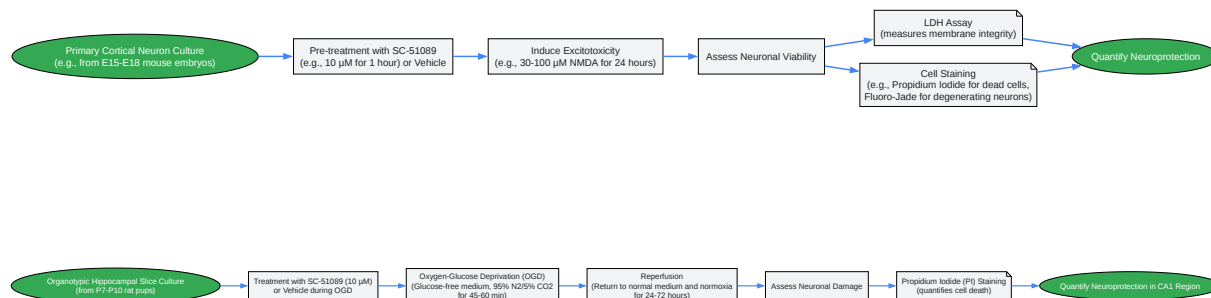 Primary Cortical Neuron Culture
(e.g., from E15-E18 mouse embryos)
Pre-treatment with SC-51089
(e.g., 10 µM for 1 hour) or Vehicle
Induce Excitotoxicity
(e.g., 30-100 µM NMDA for 24 hours)
Assess Neuronal Viability
LDH Assay
(measures membrane integrity)
Cell Staining
(e.g., Propidium Iodide for dead cells,
Fluoro-Jade for degenerating neurons)
Quantify Neuroprotection
Organotypic Hippocampal Slice Culture
(from P7-P10 rat pups)
Treatment with SC-51089 (10 µM)
or Vehicle during OGD
Oxygen-Glucose Deprivation (OGD)
(Glucose-free medium, 95% N2/5% CO2
for 45-60 min)
Reperfusion
(Return to normal medium and normoxia
for 24-72 hours)
Assess Neuronal Damage
Propidium Iodide (PI) Staining
(quantifies cell death)
Quantify Neuroprotection in CA1 Region